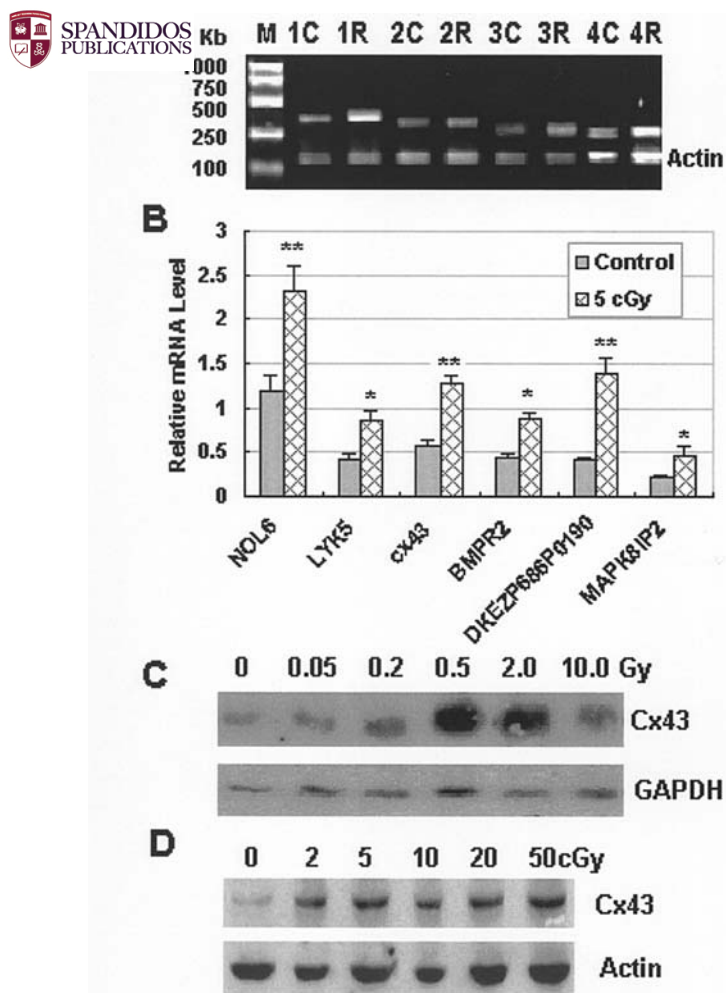 SPANDIDOS
PUBLICATIONS
Kb M 1C 1R 2C 2R 3C 3R 4C 4R
000
750
500
250
100
Actin
B
3
2.5
2
1.5
1
0.5
0
Relative mRNA Level
Control
5 cGy
** * ** * ** *
NOL6
LYK5
cx43
BMPR2
DKEZP686P0190
MAPK8IP2
C
0 0.05 0.2 0.5 2.0 10.0 Gy
Cx43
GAPDH
D
0 2 5 10 20 50cGy
Cx43
Actin